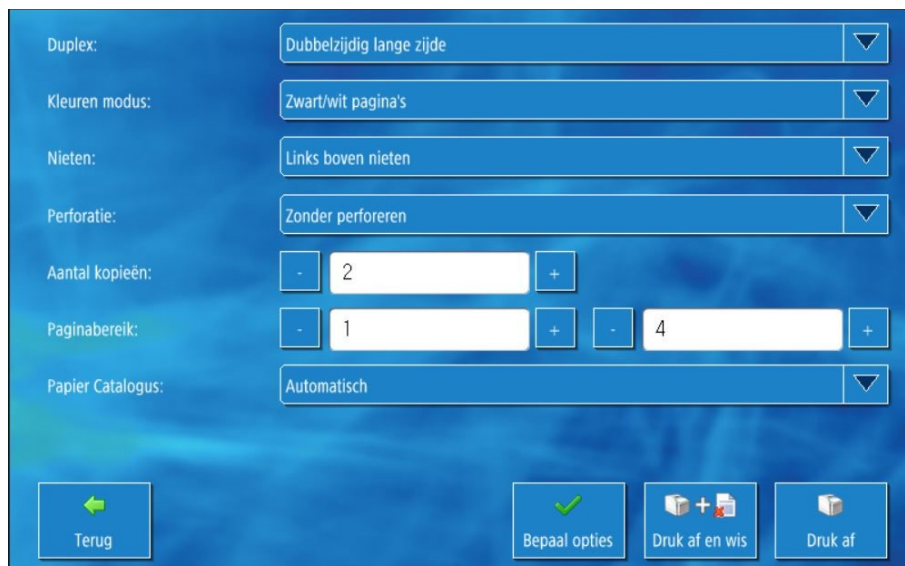 Duplex: Dubbelzijdig lange zijde
Kleuren modus: Zwart/wit pagina's
Nieten: Links boven nieten
Perforatie: Zonder perforeren
Aantal kopieën: - 2 +
Paginabereik: - 1 + - 4 +
Papier Catalogus: Automatisch
+
Terug Bepaal opties Druk af en wis Druk af